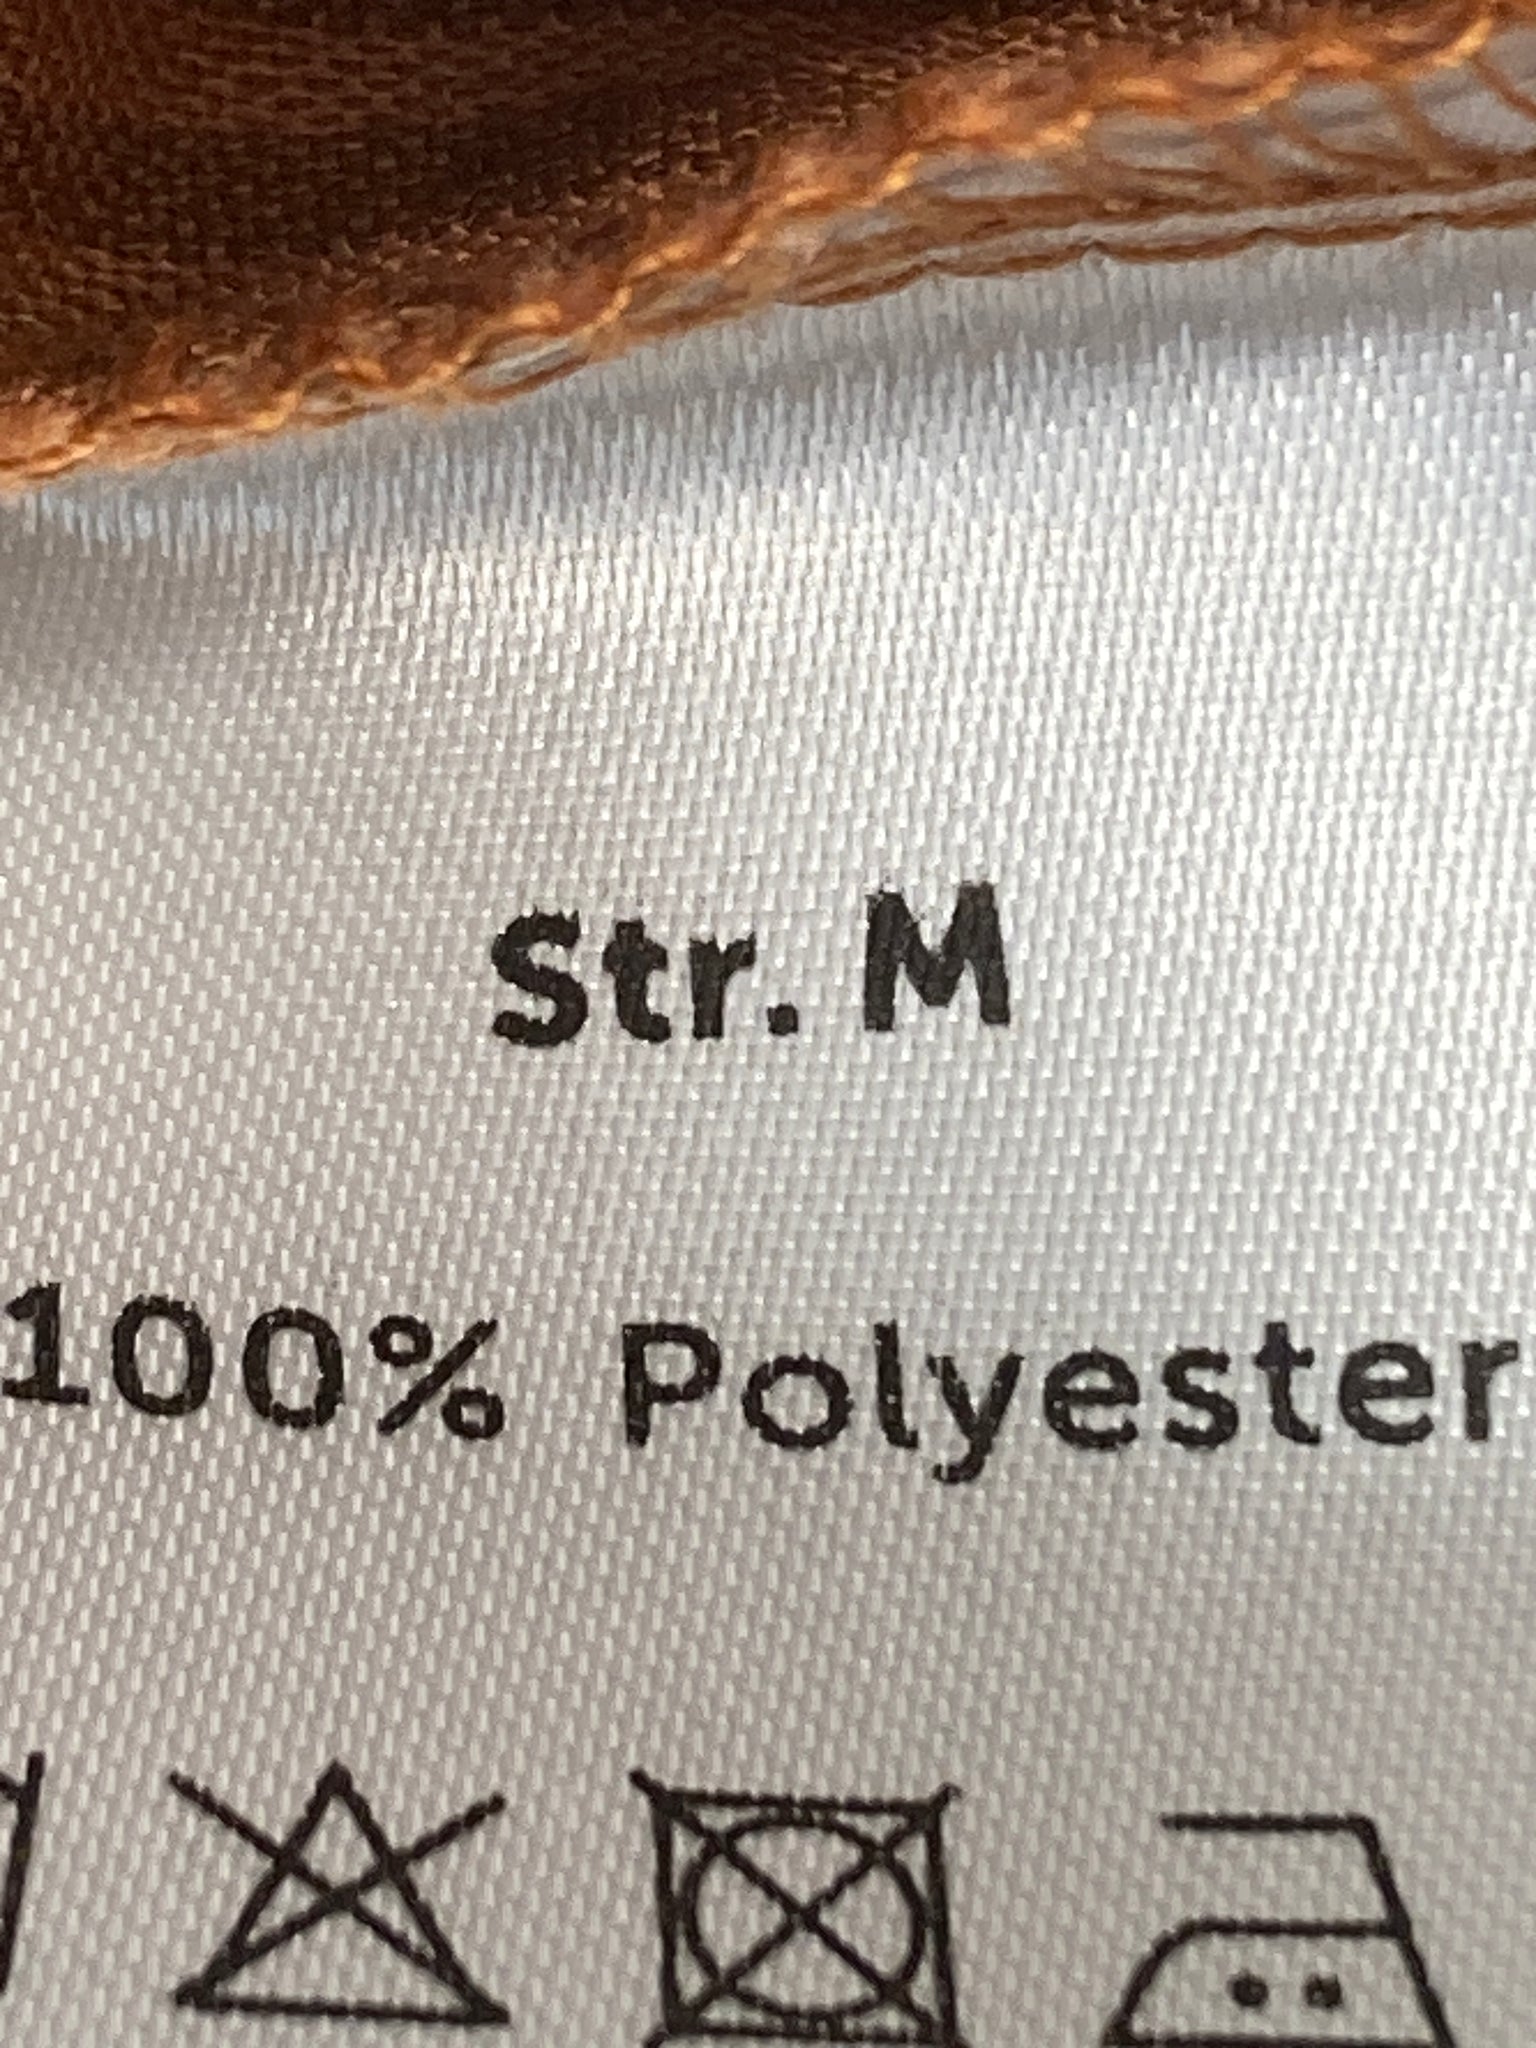 Str. M
100% Polyester